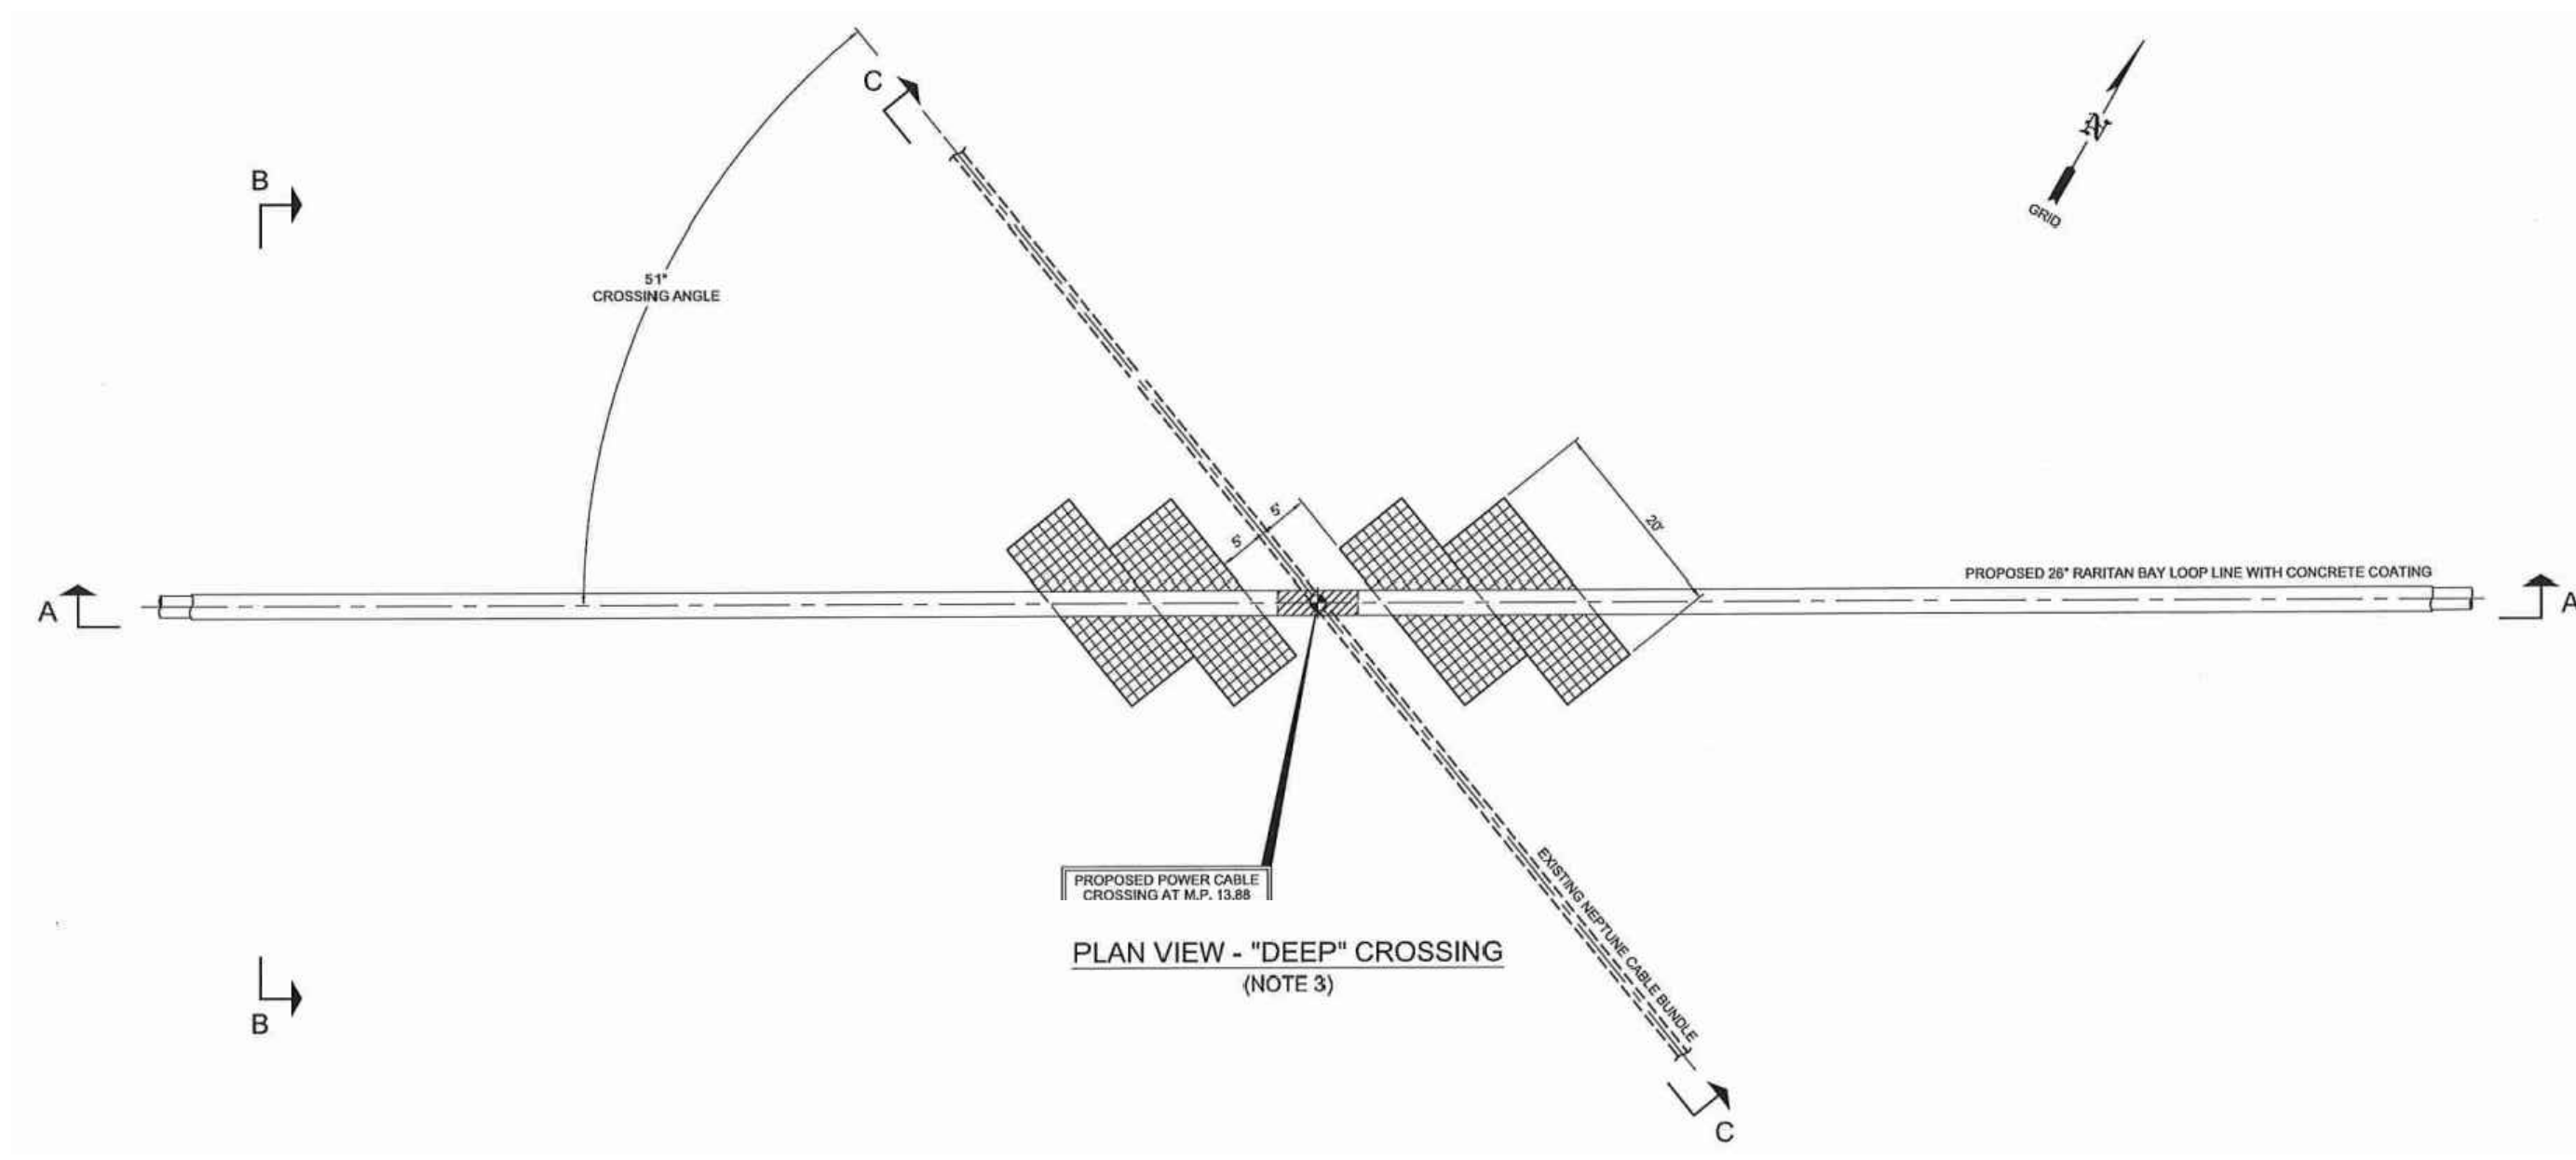 C
N
GRID
B
51°
CROSSING ANGLE
5'
5'
20'
PROPOSED 26" RARITAN BAY LOOP LINE WITH CONCRETE COATING
A
A
PROPOSED POWER CABLE
CROSSING AT M.P. 13.88
EXISTING NEPTUNE CABLE BUNDLE
PLAN VIEW - "DEEP" CROSSING
(NOTE 3)
B
C